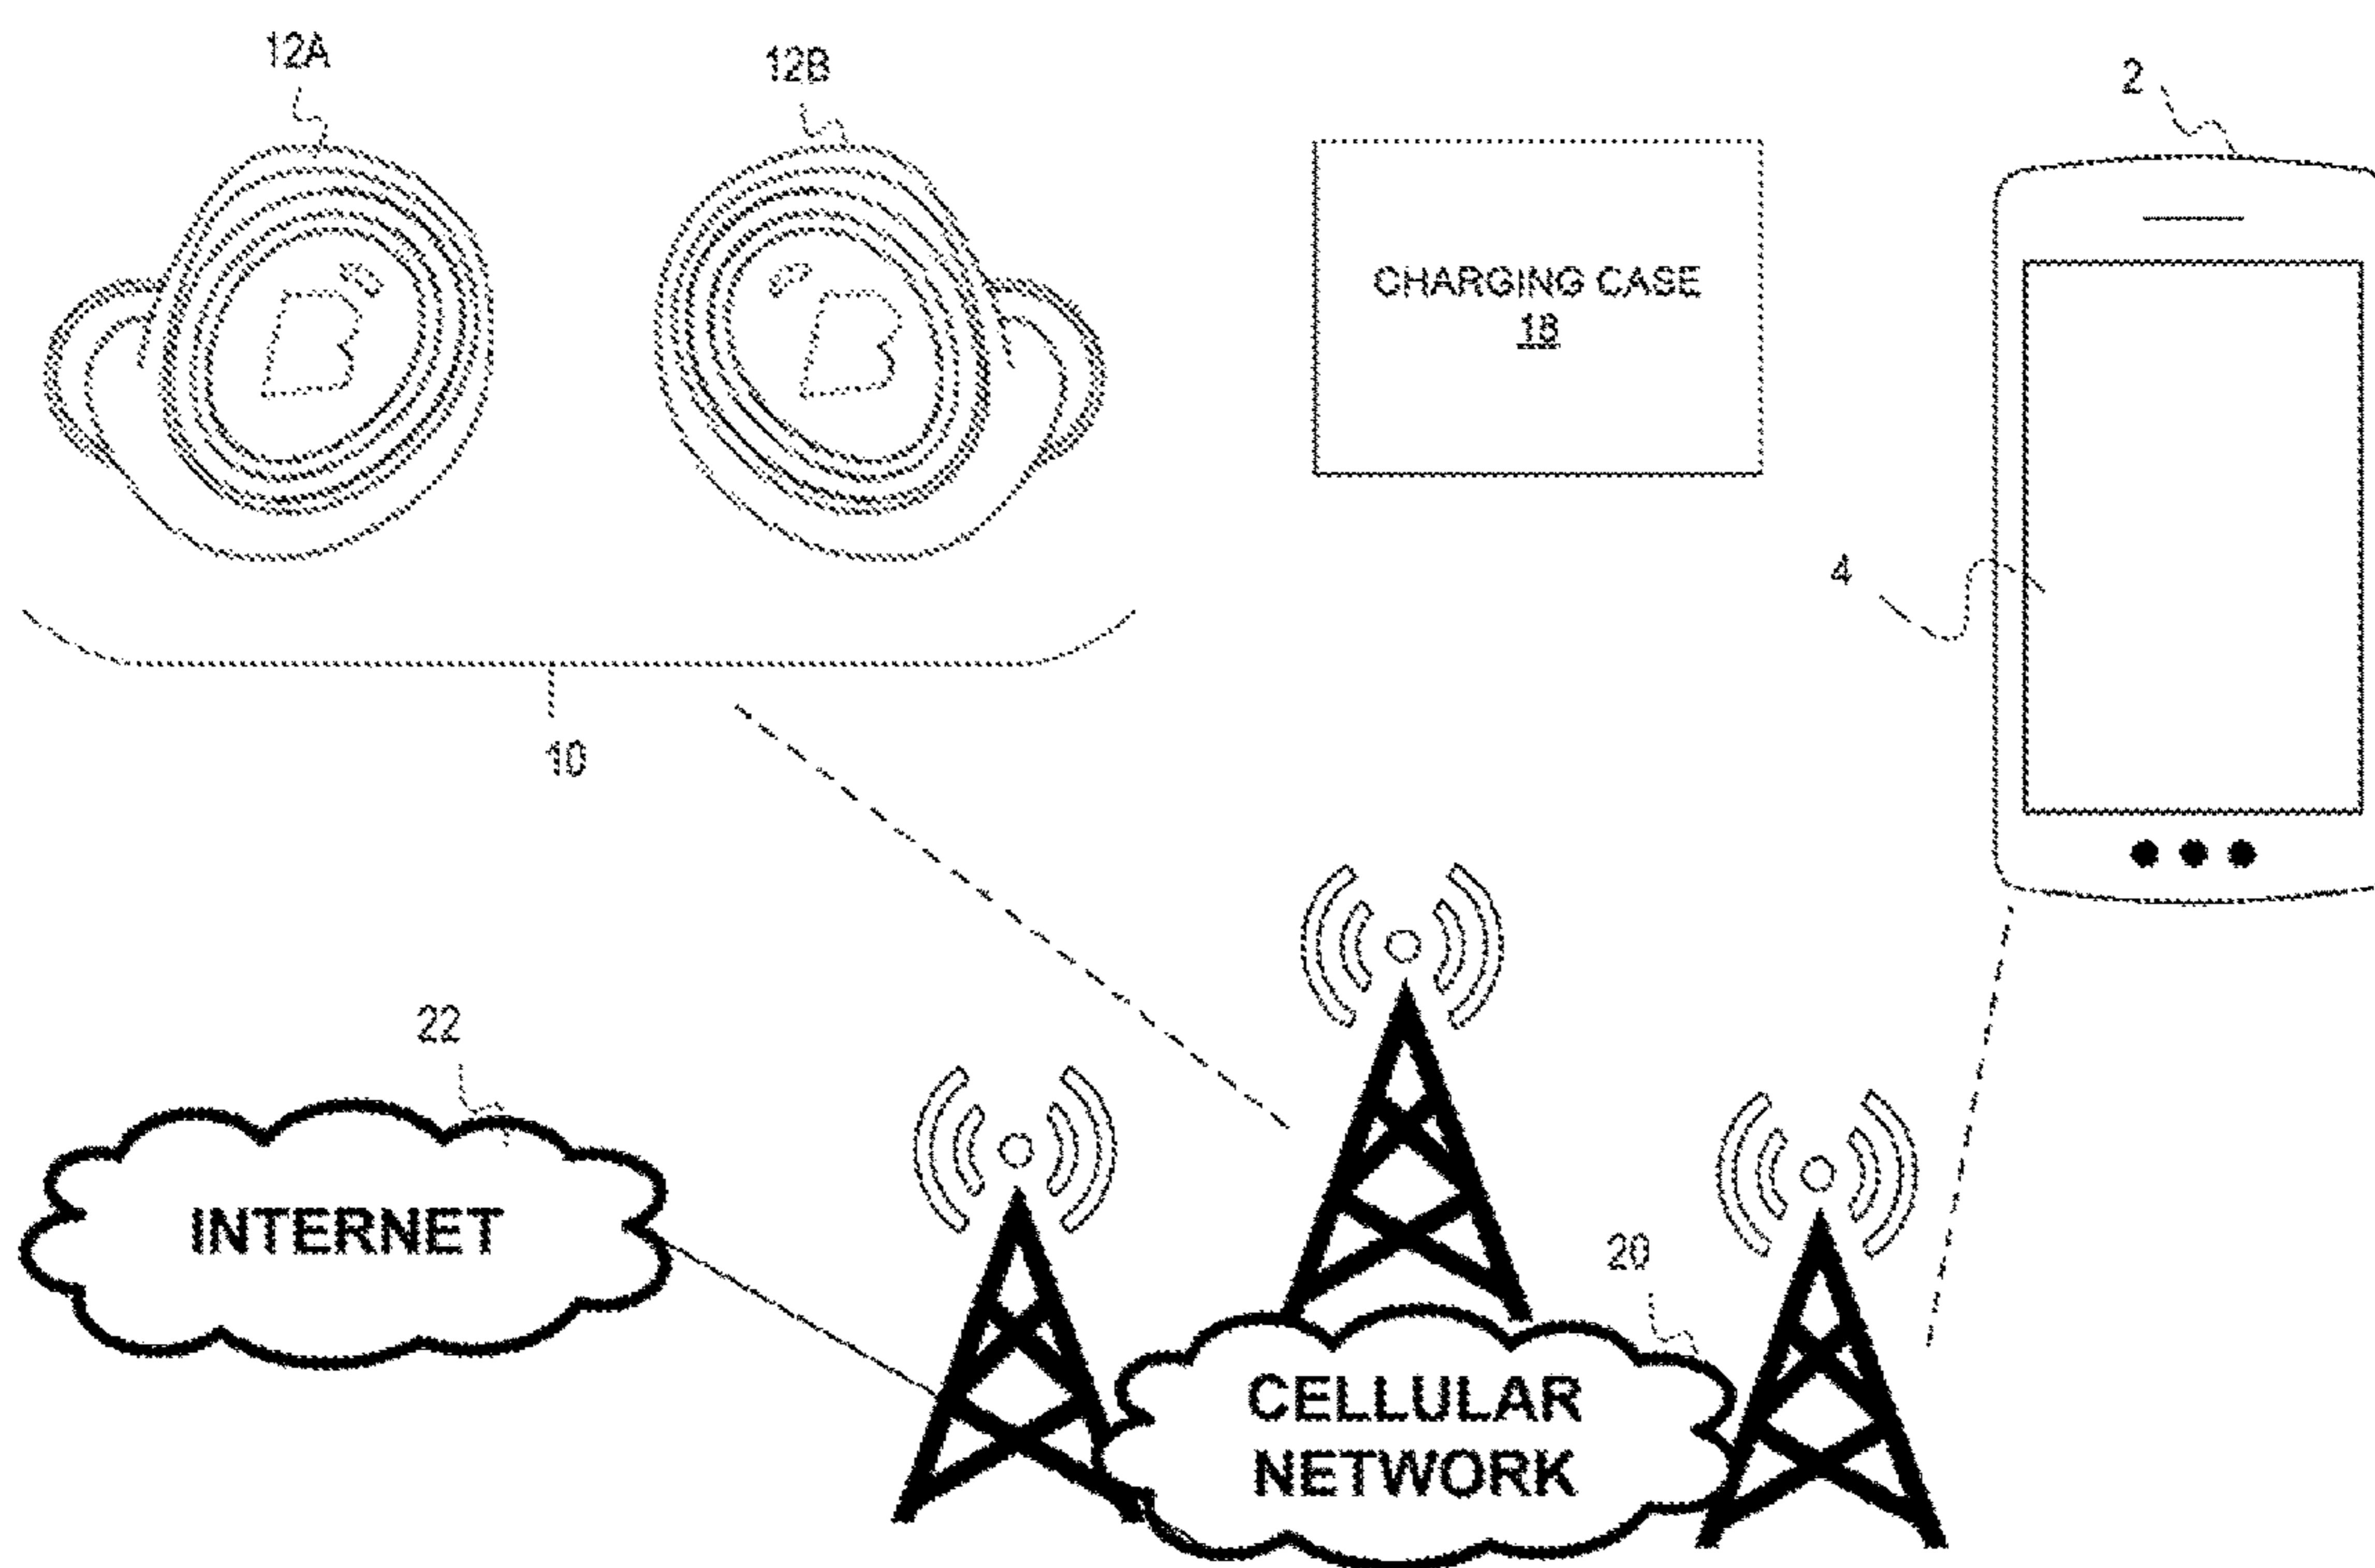 12A
12B
2
CHARGING CASE
18
4
10
22
INTERNET
20
CELLULAR
NETWORK